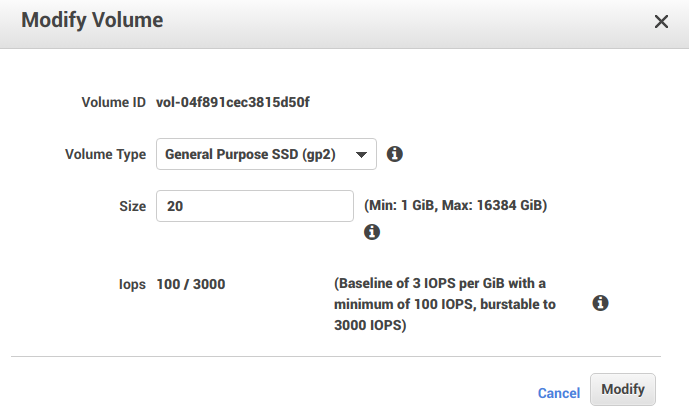 Modify Volume
Volume ID vol-04f891cec3815d50f
Volume Type General Purpose SSD (gp2)
Size 20 (Min: 1 GiB, Max: 16384 GiB)
Iops 100 / 3000 (Baseline of 3 IOPS per GiB with a
minimum of 100 IOPS, burstable to
3000 IOPS)
Cancel Modify